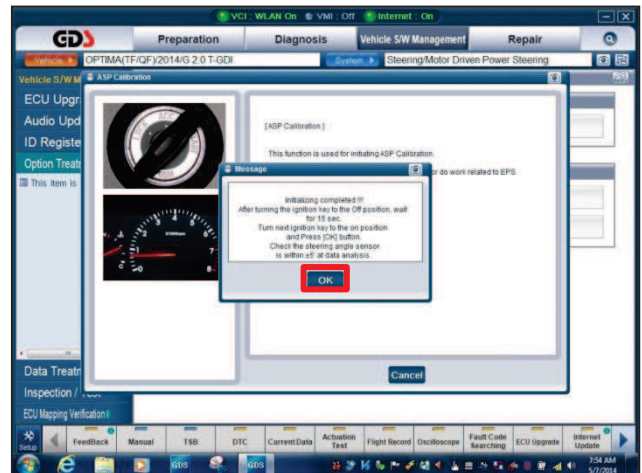 VCI : WLAN On VMI : Off Internet : On
GDS
Preparation
Diagnosis
Vehicle S/W Management
Repair
Vehicle
OPTIMA(TF/QF)/2014/G 2.0 T-GDI
System
Steering/Motor Driven Power Steering
Vehicle S/W M
ASP Calibration
ECU Upgr
Audio Upd
ID Registe
Option Treatr
This item is
[ASP Calibration ]
This function is used for initiating ASP Calibration.
or do work related to EPS.
Message
Initializing completed !!!
After turning the ignition key to the Off position, wait
for 15 sec.
Turn next ignition key to the on position
and Press [OK] button.
Check the steering angle sensor
is within ±5˚ at data analysis.
OK
Cancel
Data Treatr
Inspection /
ECU Mapping Verification
Setup
FeedBack
Manual
TSB
DTC
Current Data
Actuation
Test
Flight Record
Oscilloscope
Fault Code
Searching
ECU Upgrade
Internet
Update
GDS
GDS
7:54 AM
5/7/2014